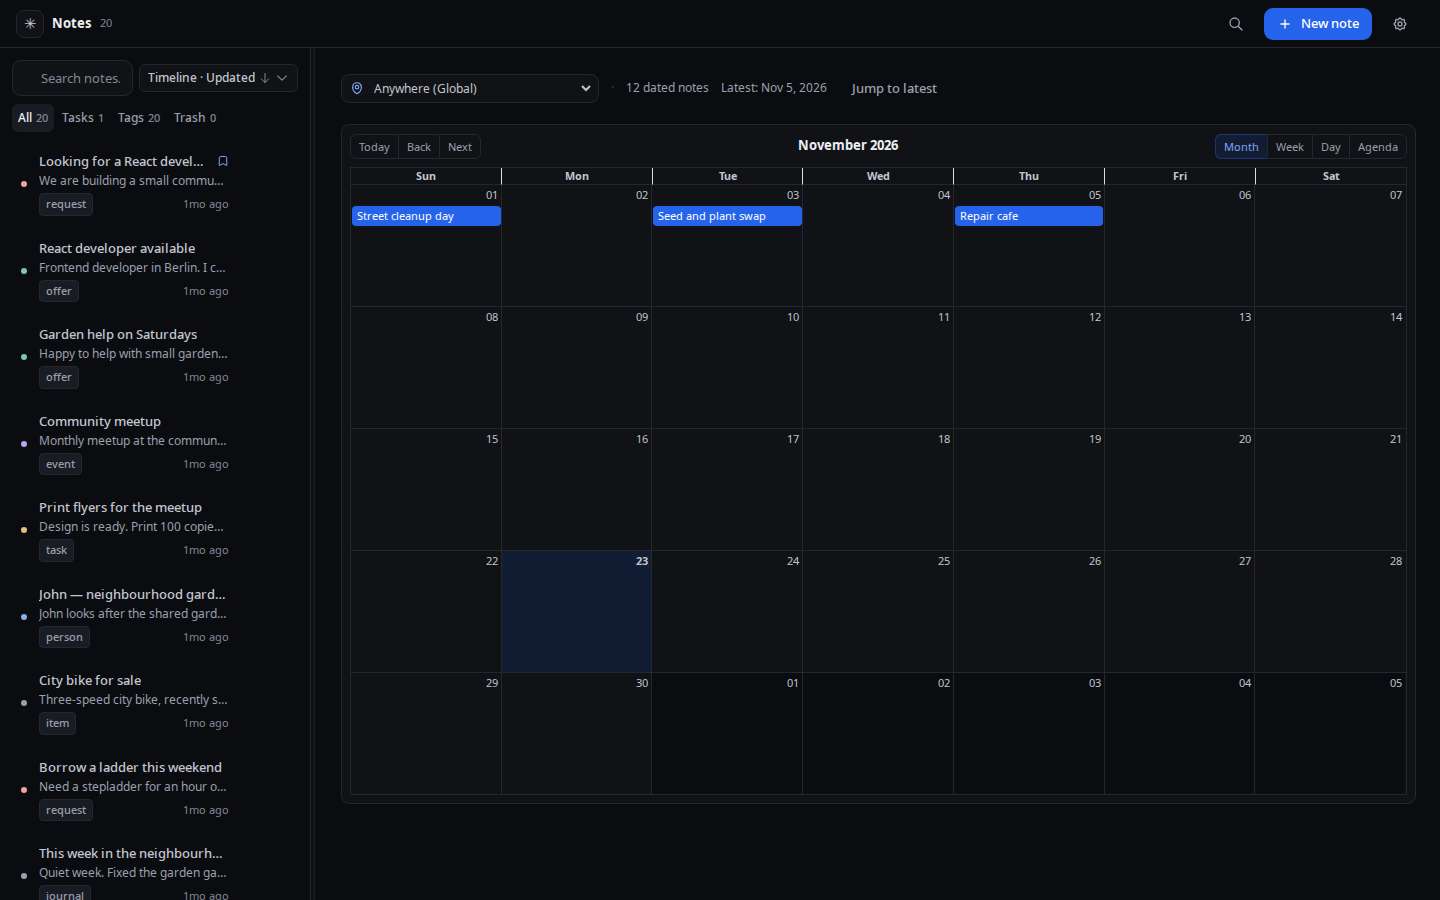 Notes 20
New note
Search notes.
Timeline · Updated ↓
All 20 Tasks 1 Tags 20 Trash 0
Looking for a React devel...
We are building a small commu...
request 1mo ago
React developer available
Frontend developer in Berlin. I c...
offer 1mo ago
Garden help on Saturdays
Happy to help with small garden...
offer 1mo ago
Community meetup
Monthly meetup at the commun...
event 1mo ago
Print flyers for the meetup
Design is ready. Print 100 copie...
task 1mo ago
John — neighbourhood gard...
John looks after the shared gard...
person 1mo ago
City bike for sale
Three-speed city bike, recently s...
item 1mo ago
Borrow a ladder this weekend
Need a stepladder for an hour o...
request 1mo ago
This week in the neighbourh...
Quiet week. Fixed the garden ga...
journal 1mo ago
Anywhere (Global) · 12 dated notes Latest: Nov 5, 2026 Jump to latest
Today Back Next
November 2026
Month Week Day Agenda
Sun Mon Tue Wed Thu Fri Sat
01 02 03 04 05 06 07
Street cleanup day Seed and plant swap Repair cafe
08 09 10 11 12 13 14
15 16 17 18 19 20 21
22 23 24 25 26 27 28
29 30 01 02 03 04 05